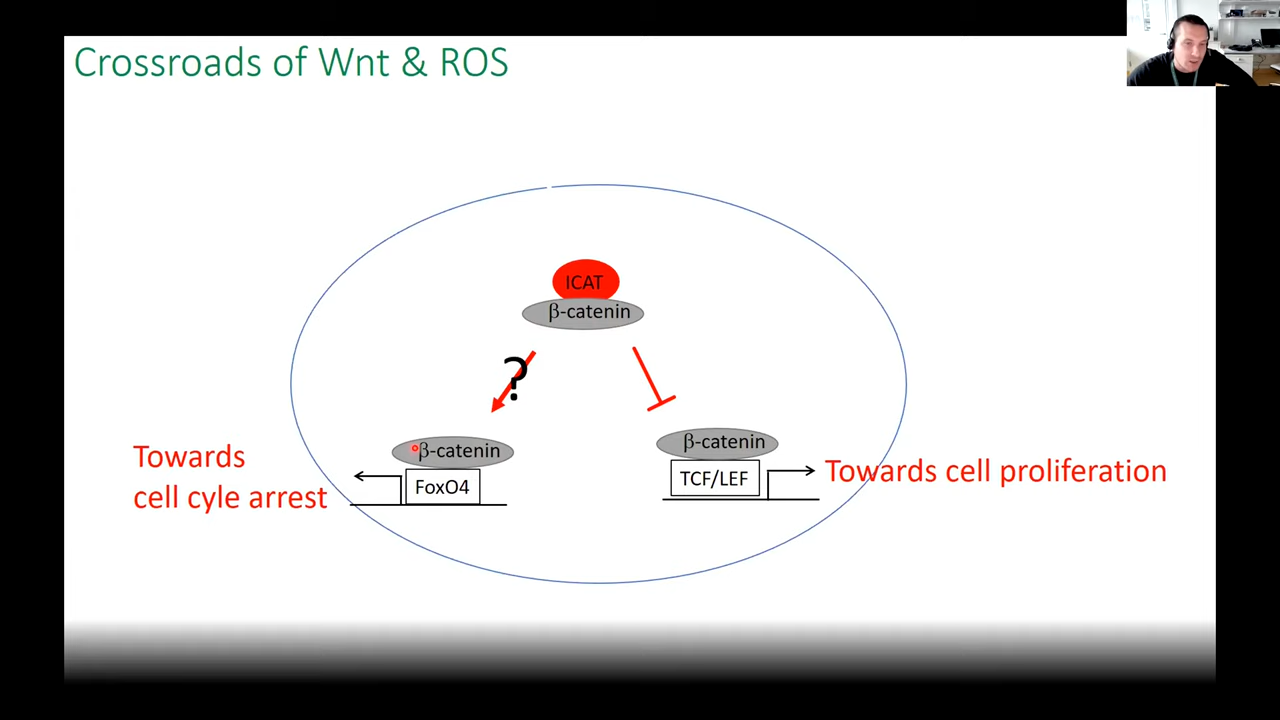 Crossroads of Wnt & ROS
ICAT
β-catenin
?
β-catenin
FoxO4
Towards
cell cyle arrest
β-catenin
TCF/LEF
Towards cell proliferation